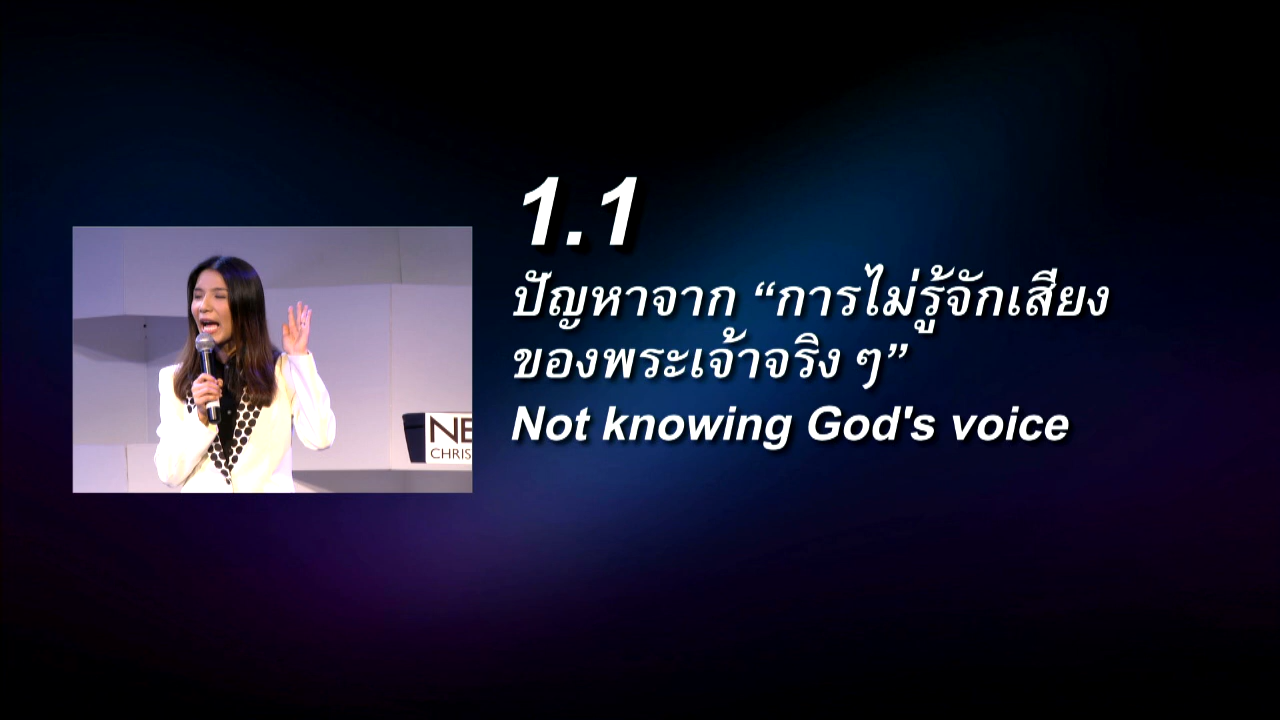 1.1
ปัญหาจาก “การไม่รู้จักเสียง
ของพระเจ้าจริง ๆ”
Not knowing God's voice
NE
CHRIS